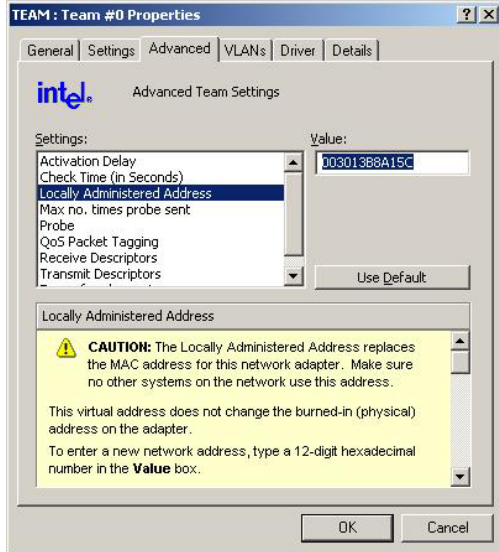 TEAM : Team #0 Properties
General Settings Advanced VLANs Driver Details
intel.
Advanced Team Settings
Settings:
Value:
Activation Delay
003013B8A15C
Check Time (in Seconds)
Locally Administered Address
Max no. times probe sent
Probe
QoS Packet Tagging
Receive Descriptors
Transmit Descriptors
Use Default
Locally Administered Address
CAUTION: The Locally Administered Address replaces
the MAC address for this network adapter. Make sure
no other systems on the network use this address.
This virtual address does not change the burned-in (physical)
address on the adapter.
To enter a new network address, type a 12-digit hexadecimal
number in the Value box.
OK Cancel